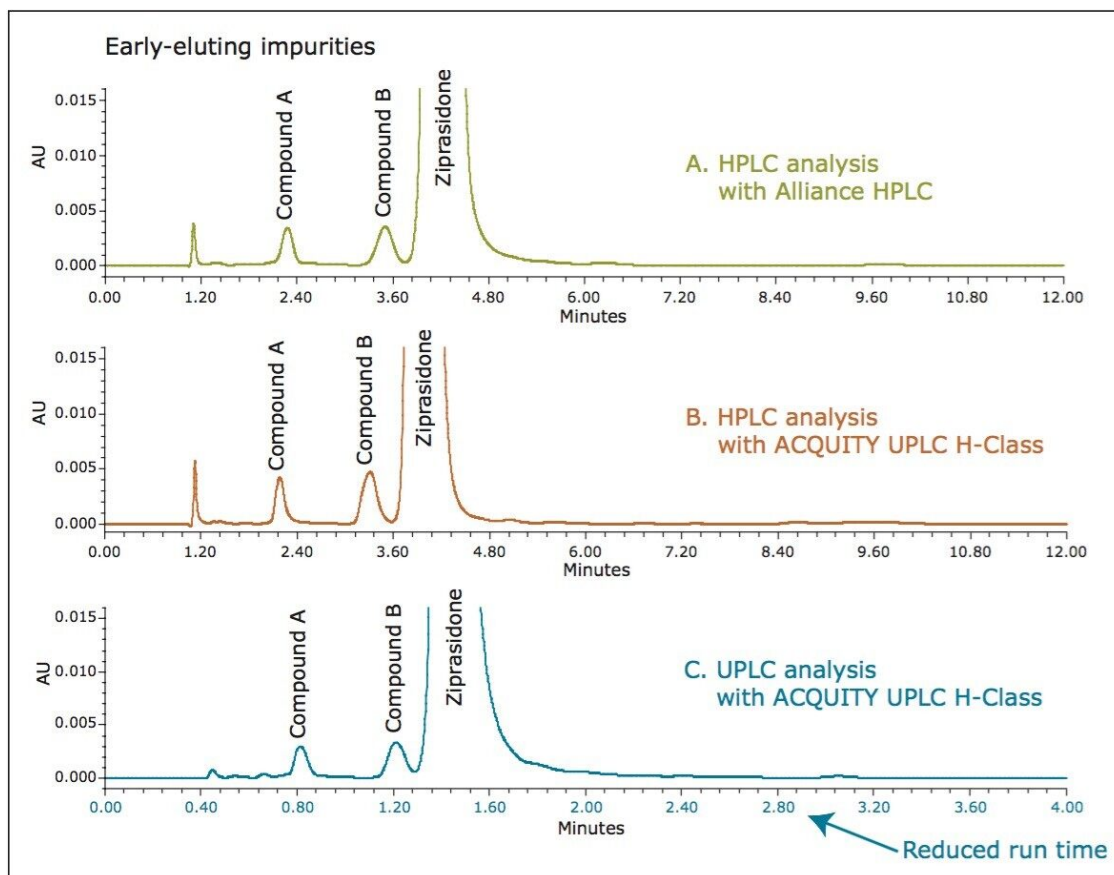 Early-eluting impurities
0.015
0.010
0.005
0.000
AU
Compound A
Compound B
Ziprasidone
A. HPLC analysis
with Alliance HPLC
0.00 1.20 2.40 3.60 4.80 6.00 7.20 8.40 9.60 10.80 12.00
Minutes
0.015
0.010
0.005
0.000
AU
Compound A
Compound B
Ziprasidone
B. HPLC analysis
with ACQUITY UPLC H-Class
0.00 1.20 2.40 3.60 4.80 6.00 7.20 8.40 9.60 10.80 12.00
Minutes
0.015
0.010
0.005
0.000
AU
Compound A
Compound B
Ziprasidone
C. UPLC analysis
with ACQUITY UPLC H-Class
0.00 0.40 0.80 1.20 1.60 2.00 2.40 2.80 3.20 3.60 4.00
Minutes
Reduced run time